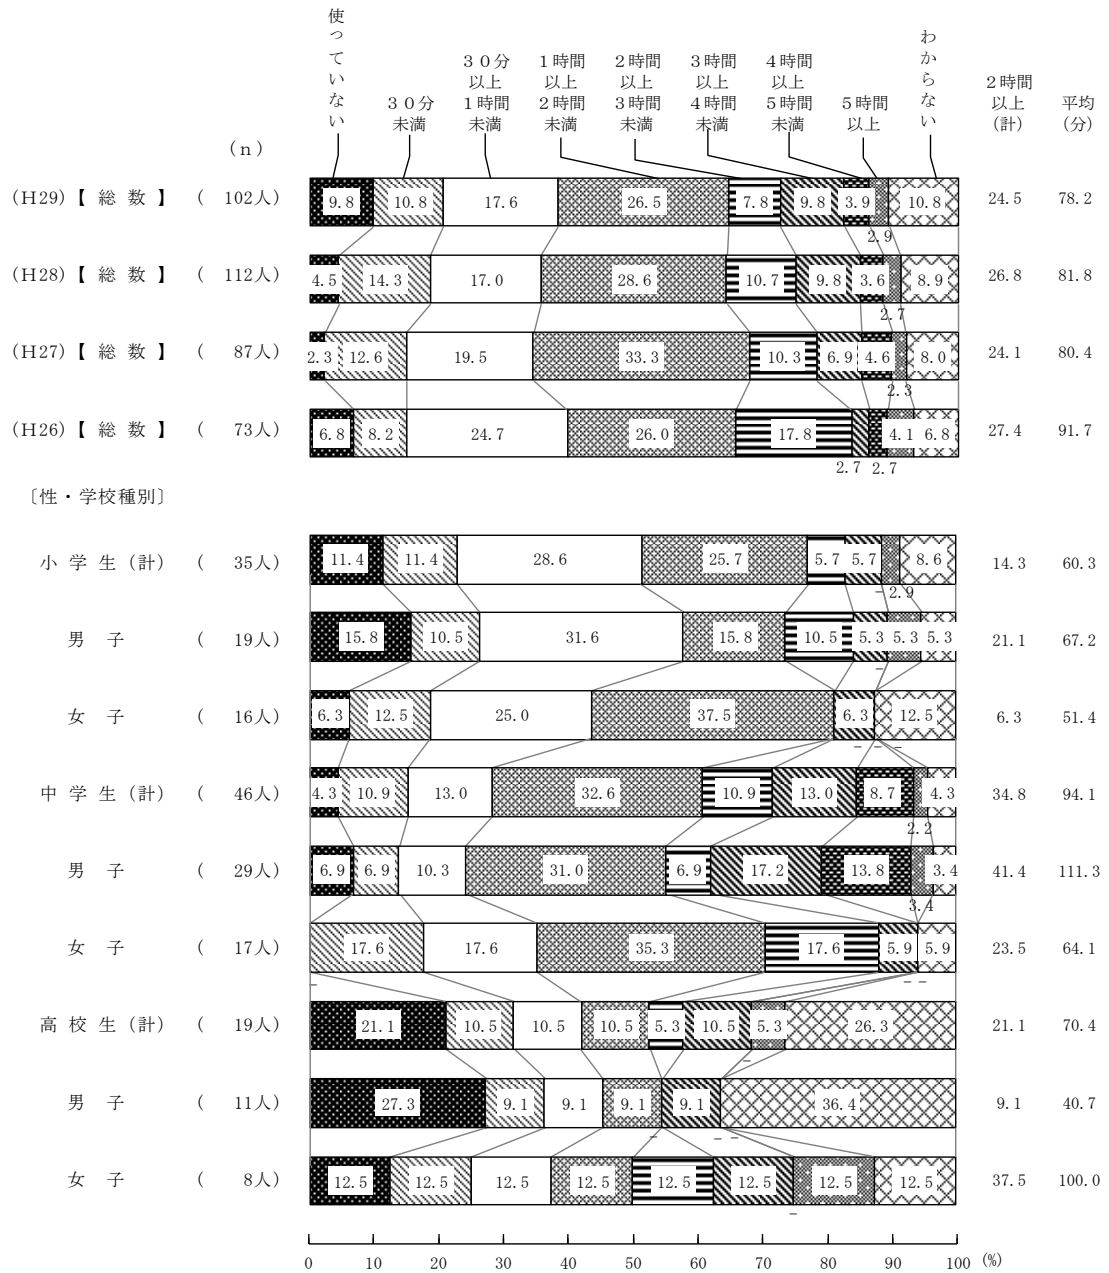 使っていない
３０分
未満
３０分
以上
１時間
未満
１時間
以上
２時間
未満
２時間
以上
３時間
未満
３時間
以上
４時間
未満
４時間
以上
５時間
未満
５時間
以上
わからない
２時間
以上
（計）
平均
（分）
（ｎ）
(H29)【 総 数 】 ( 102人) 9.8 10.8 17.6 26.5 7.8 9.8 3.9 10.8 24.5 78.2
2.9
(H28)【 総 数 】 ( 112人) 4.5 14.3 17.0 28.6 10.7 9.8 3.6 8.9 26.8 81.8
2.7
(H27)【 総 数 】 ( 87人) 2.3 12.6 19.5 33.3 10.3 6.9 4.6 8.0 24.1 80.4
2.3
(H26)【 総 数 】 ( 73人) 6.8 8.2 24.7 26.0 17.8 4.1 6.8 27.4 91.7
2.7 2.7
〔性・学校種別〕
小 学 生（計） ( 35人) 11.4 11.4 28.6 25.7 5.7 5.7 8.6 14.3 60.3
- 2.9
男 子 ( 19人) 15.8 10.5 31.6 15.8 10.5 5.3 5.3 5.3 21.1 67.2
-
女 子 ( 16人) 6.3 12.5 25.0 37.5 6.3 12.5 6.3 51.4
- - -
中 学 生（計） ( 46人) 4.3 10.9 13.0 32.6 10.9 13.0 8.7 4.3 34.8 94.1
2.2
男 子 ( 29人) 6.9 6.9 10.3 31.0 6.9 17.2 13.8 3.4 41.4 111.3
3.4
女 子 ( 17人) 17.6 17.6 35.3 17.6 5.9 5.9 23.5 64.1
- - -
高 校 生（計） ( 19人) 21.1 10.5 10.5 10.5 5.3 10.5 5.3 26.3 21.1 70.4
-
男 子 ( 11人) 27.3 9.1 9.1 9.1 9.1 36.4 9.1 40.7
- - -
女 子 ( 8人) 12.5 12.5 12.5 12.5 12.5 12.5 12.5 12.5 37.5 100.0
-
0 10 20 30 40 50 60 70 80 90 100 (%)